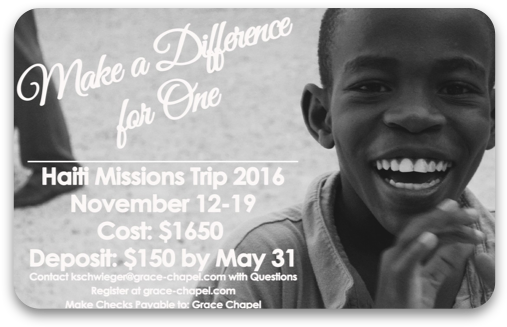 Make a Difference
for One
Haiti Missions Trip 2016
November 12-19
Cost: $1650
Deposit: $150 by May 31
Contact kschwieger@grace-chapel.com with Questions
Register at grace-chapel.com
Make Checks Payable to: Grace Chapel